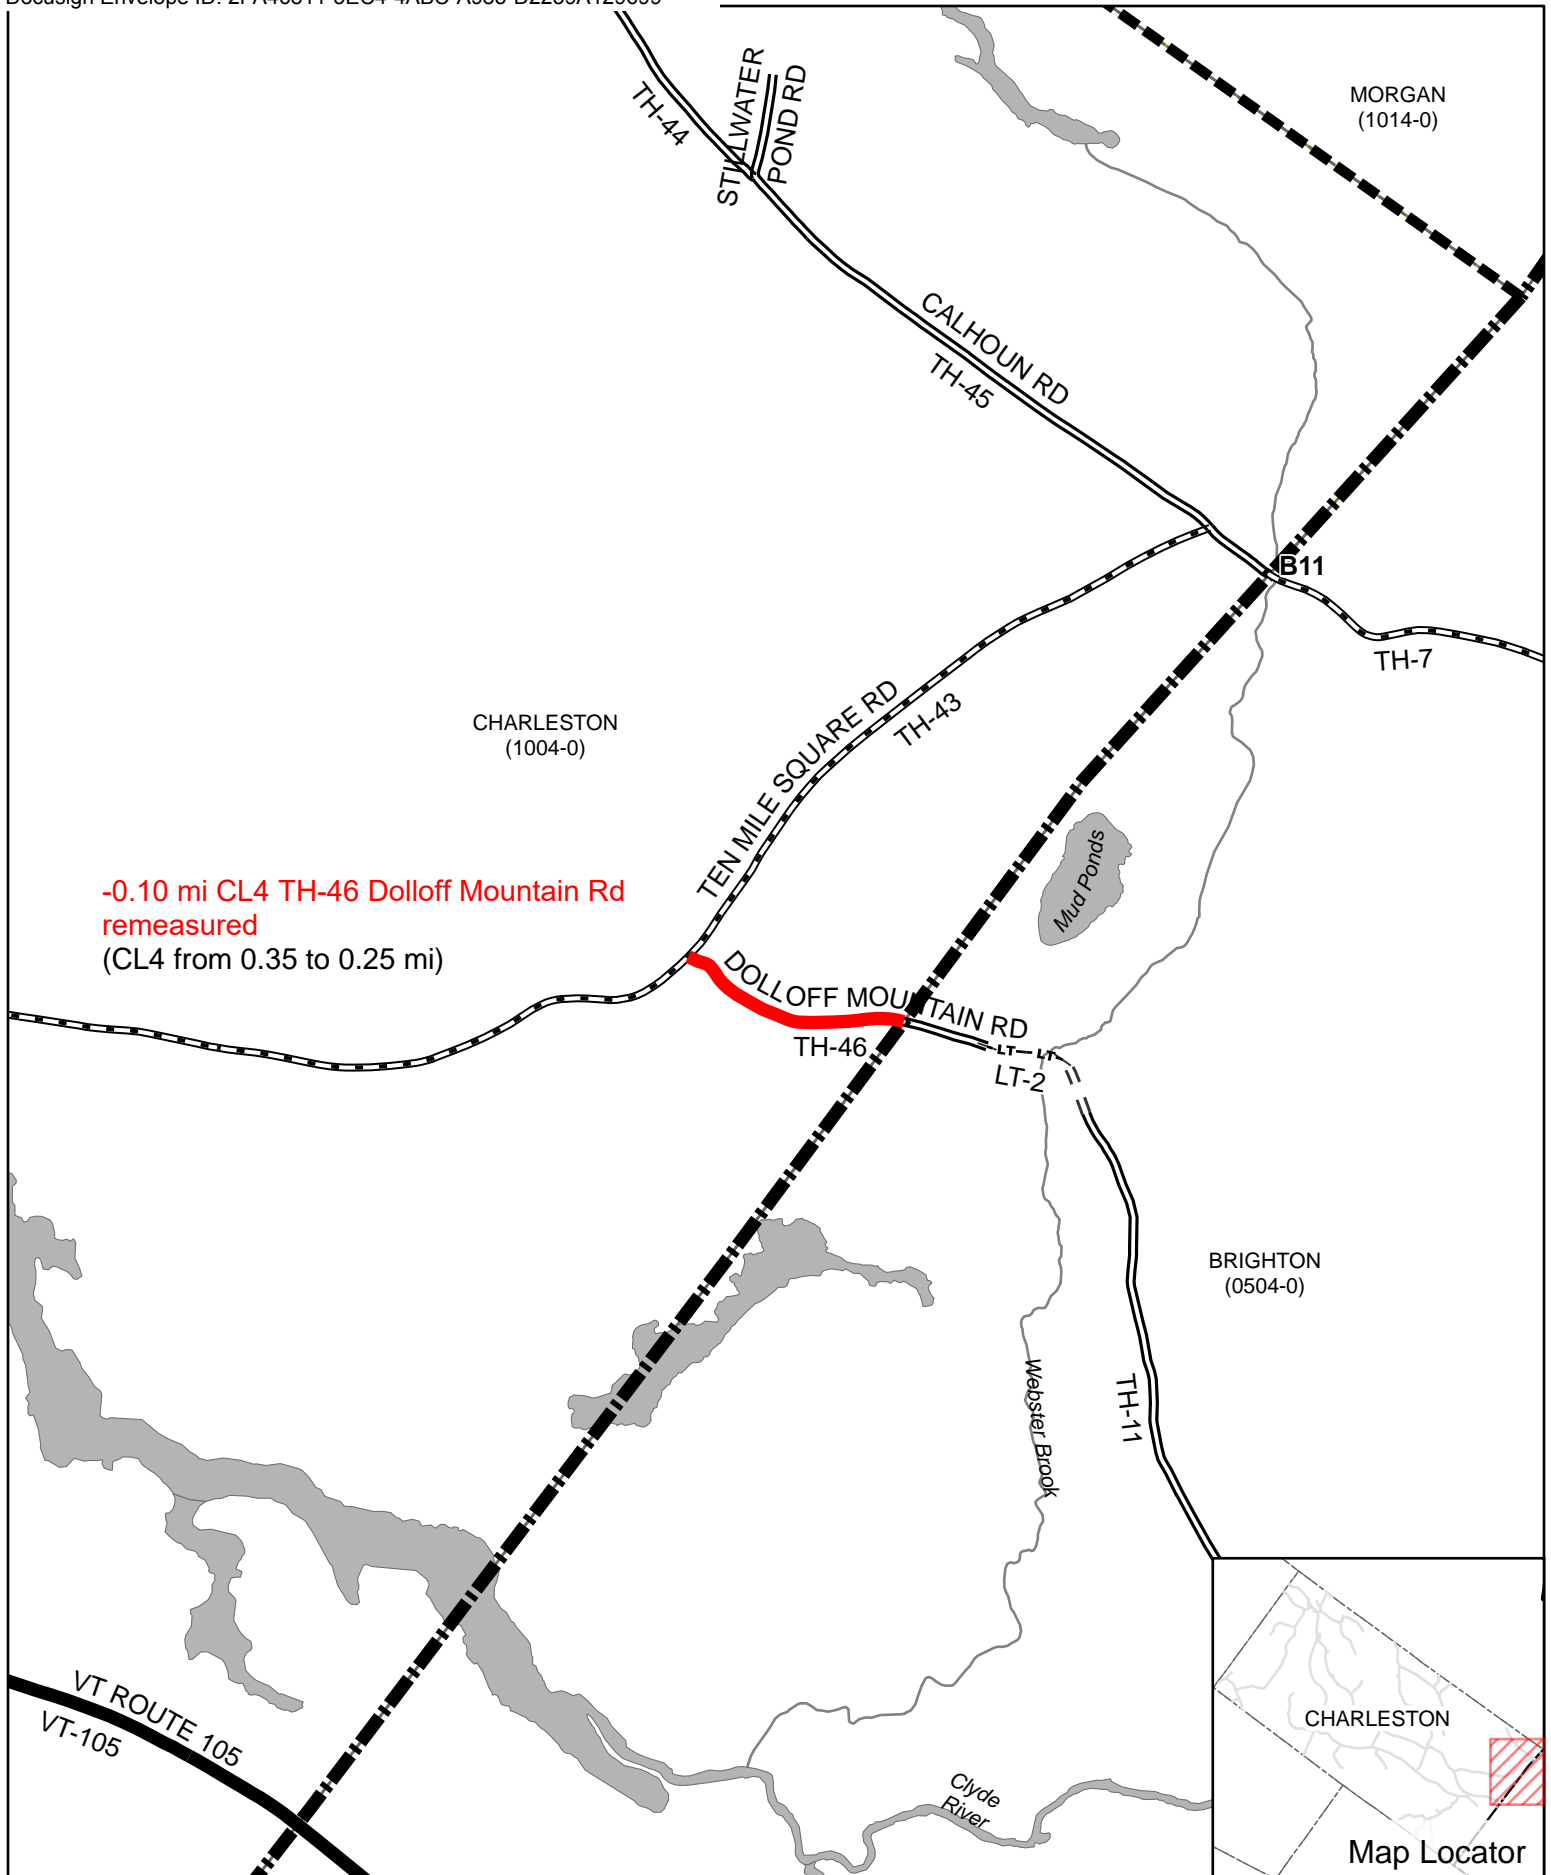 STILLWATER
POND RD
TH-44
MORGAN
(1014-0)
CALHOUN RD
TH-45
B11
TH-7
TEN MILE SQUARE RD
TH-43
CHARLESTON
(1004-0)
Mud Ponds
-0.10 mi CL4 TH-46 Dolloff Mountain Rd
remeasured
(CL4 from 0.35 to 0.25 mi)
DOLLOFF MOUNTAIN RD
TH-46
LT
LT
LT-2
BRIGHTON
(0504-0)
Webster Brook
TH-11
VT ROUTE 105
VT-105
Clyde
River
CHARLESTON
Map Locator